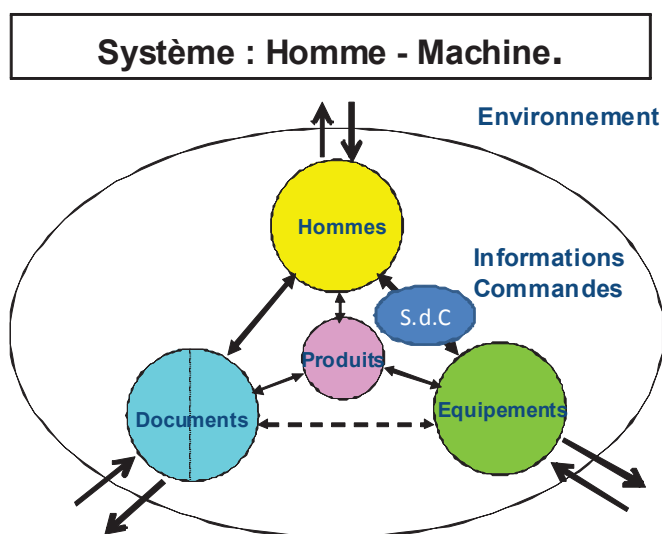 Système : Homme - Machine.
Environnement
Hommes
Informations
Commandes
S.d.C
Produits
Documents
Equipements